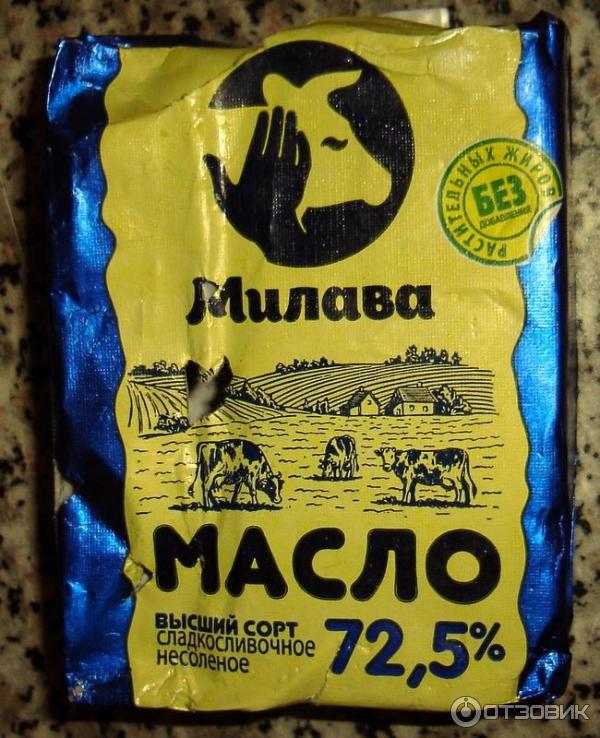 Милава
БЕЗ
ДОБАВЛЕНИЯ
РАСТИТЕЛЬНЫХ ЖИРОВ
МАСЛО
ВЫСШИЙ СОРТ
сладкосливочное
несоленое
72,5%
ОТЗОВИК